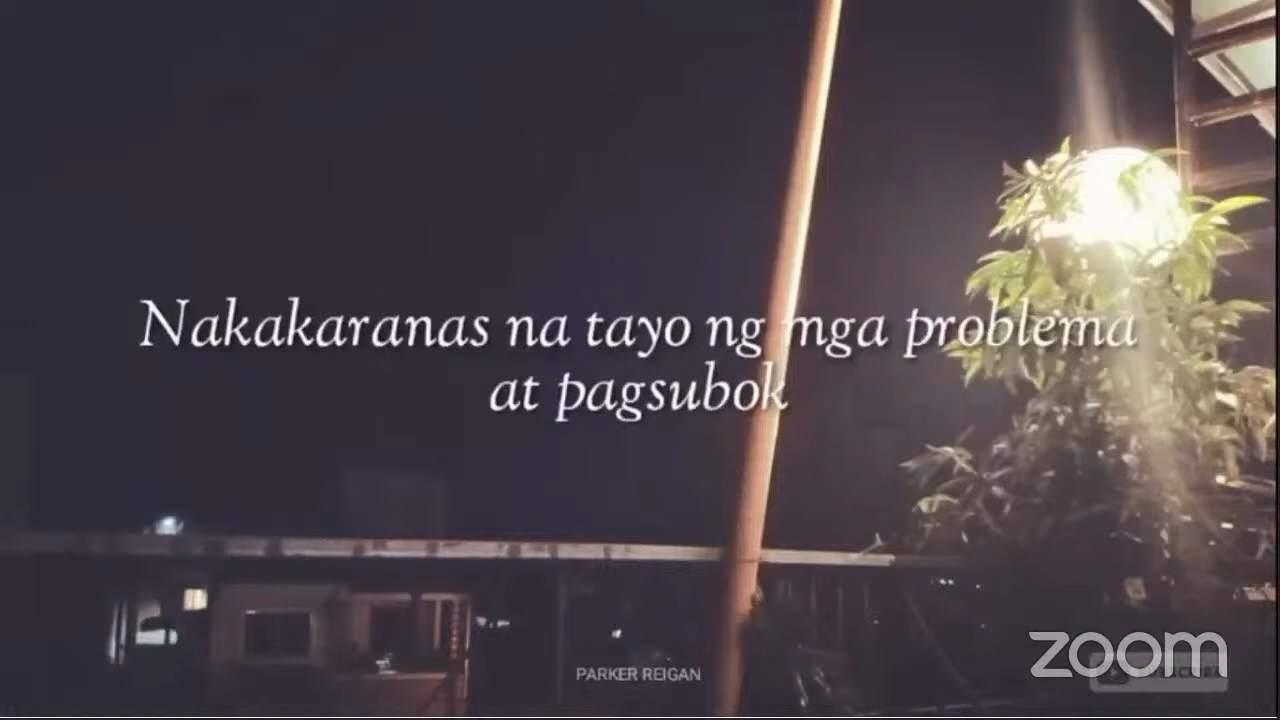 Nakakaranas na tayo ng mga problema
at pagsubok
PARKER REIGAN
zoom